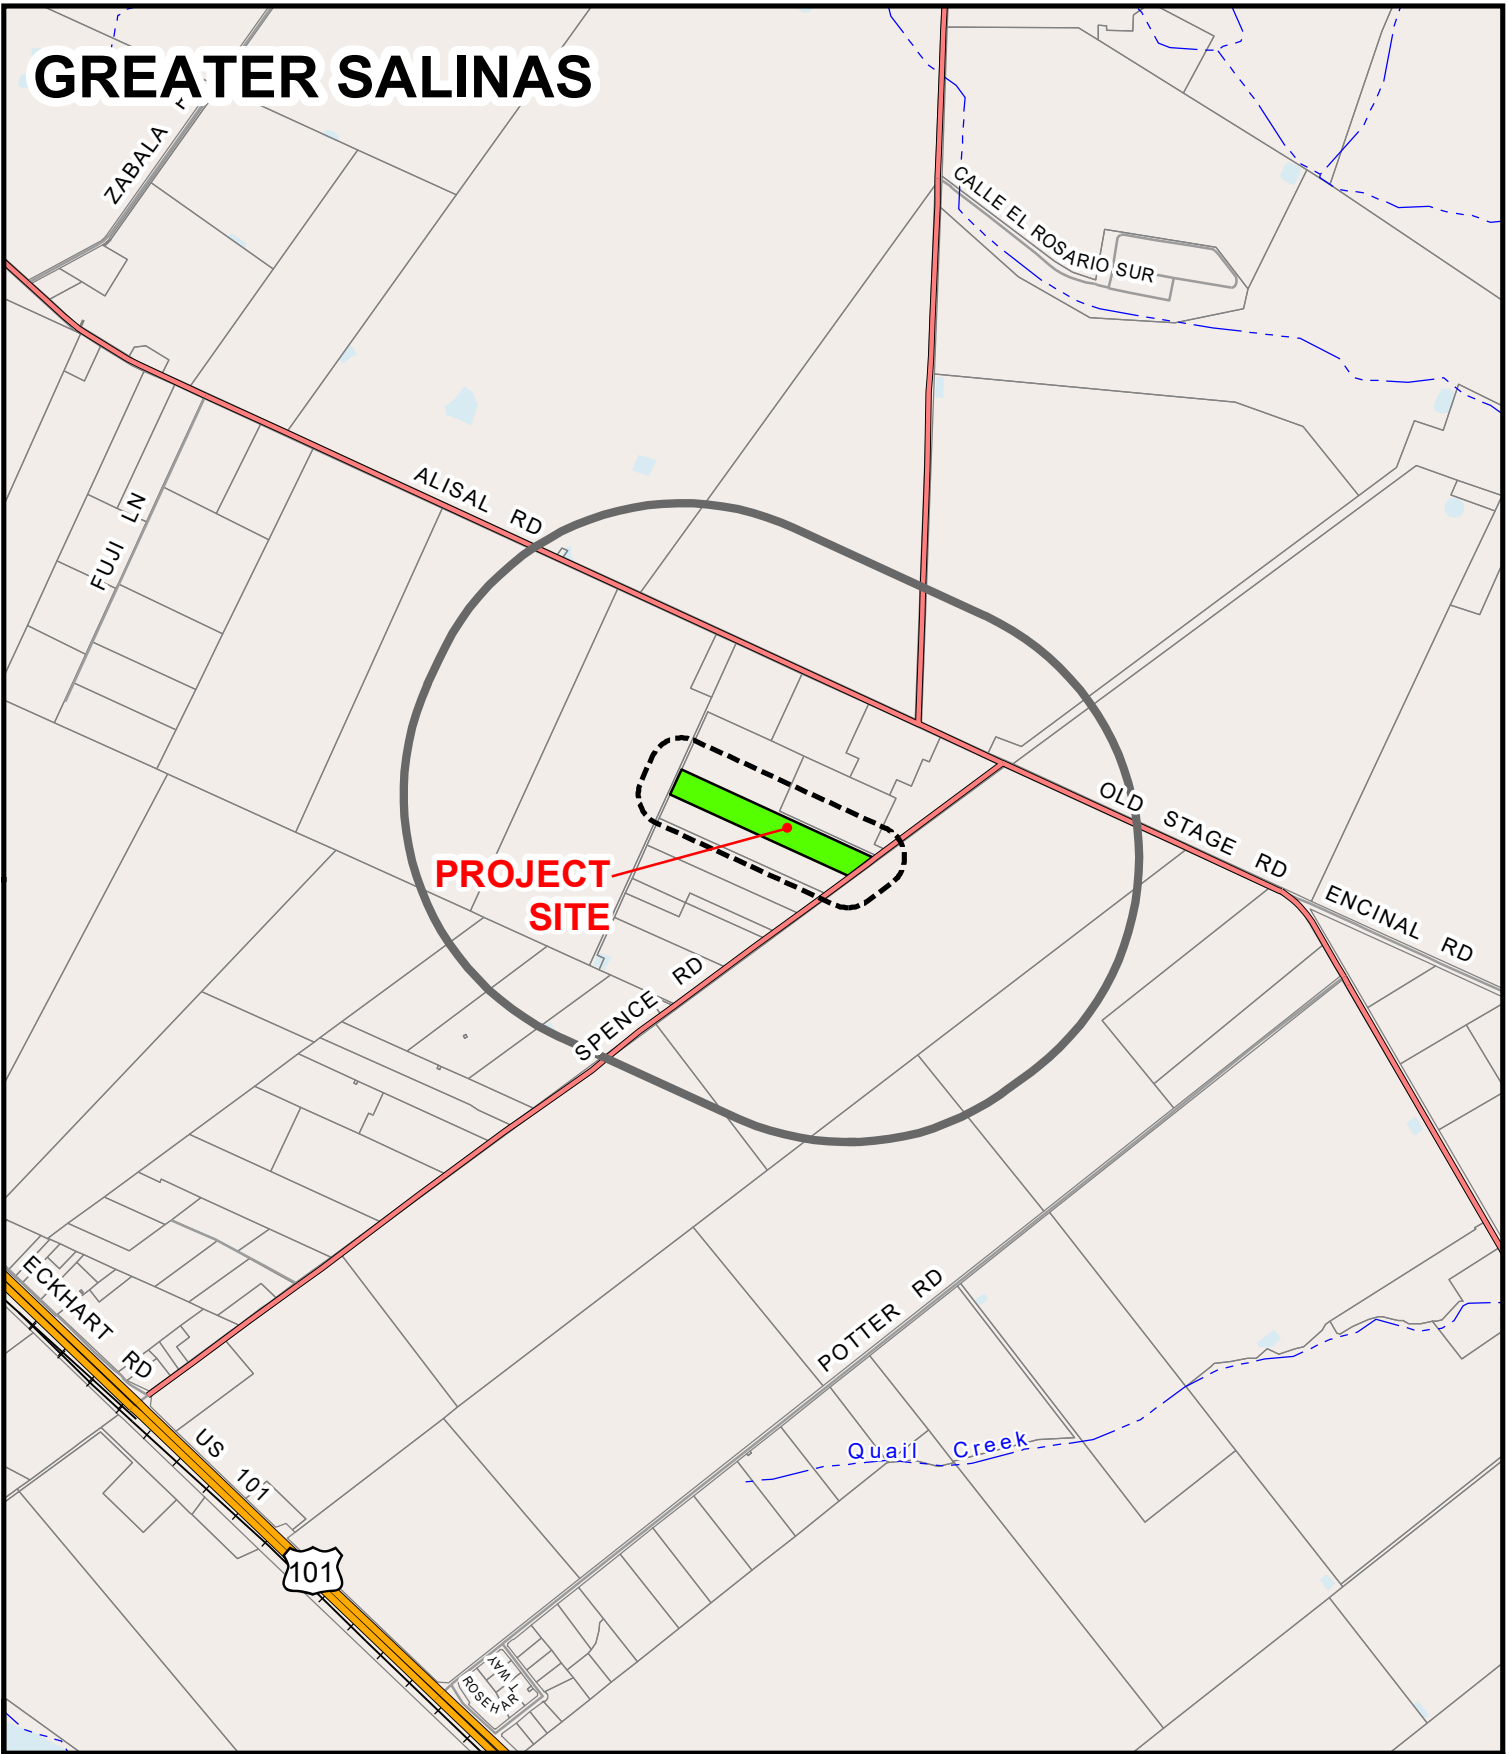 GREATER SALINAS
ZABALA
CALLE EL ROSARIO SUR
ALISAL RD
FUJI LN
OLD STAGE RD
PROJECT
SITE
ENCINAL RD
SPENCE RD
ECKHART RD
POTTER RD
US 101
Quail Creek
101
ROSEHART WAY